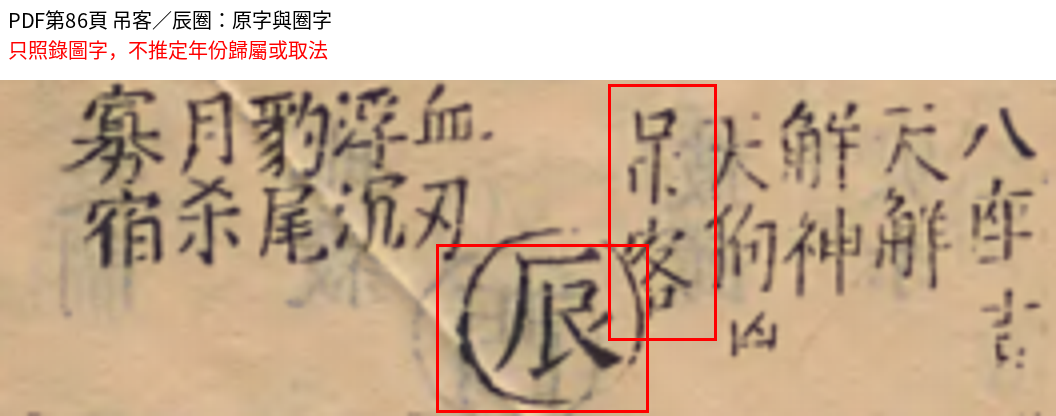 PDF第86頁 吊客／辰圈：原字與圈字
只照錄圖字，不推定年份歸屬或取法
八座 吉
天解
解神
天狗 凶
吊客
辰
血刃
浮沉
豹尾
月杀
寡宿